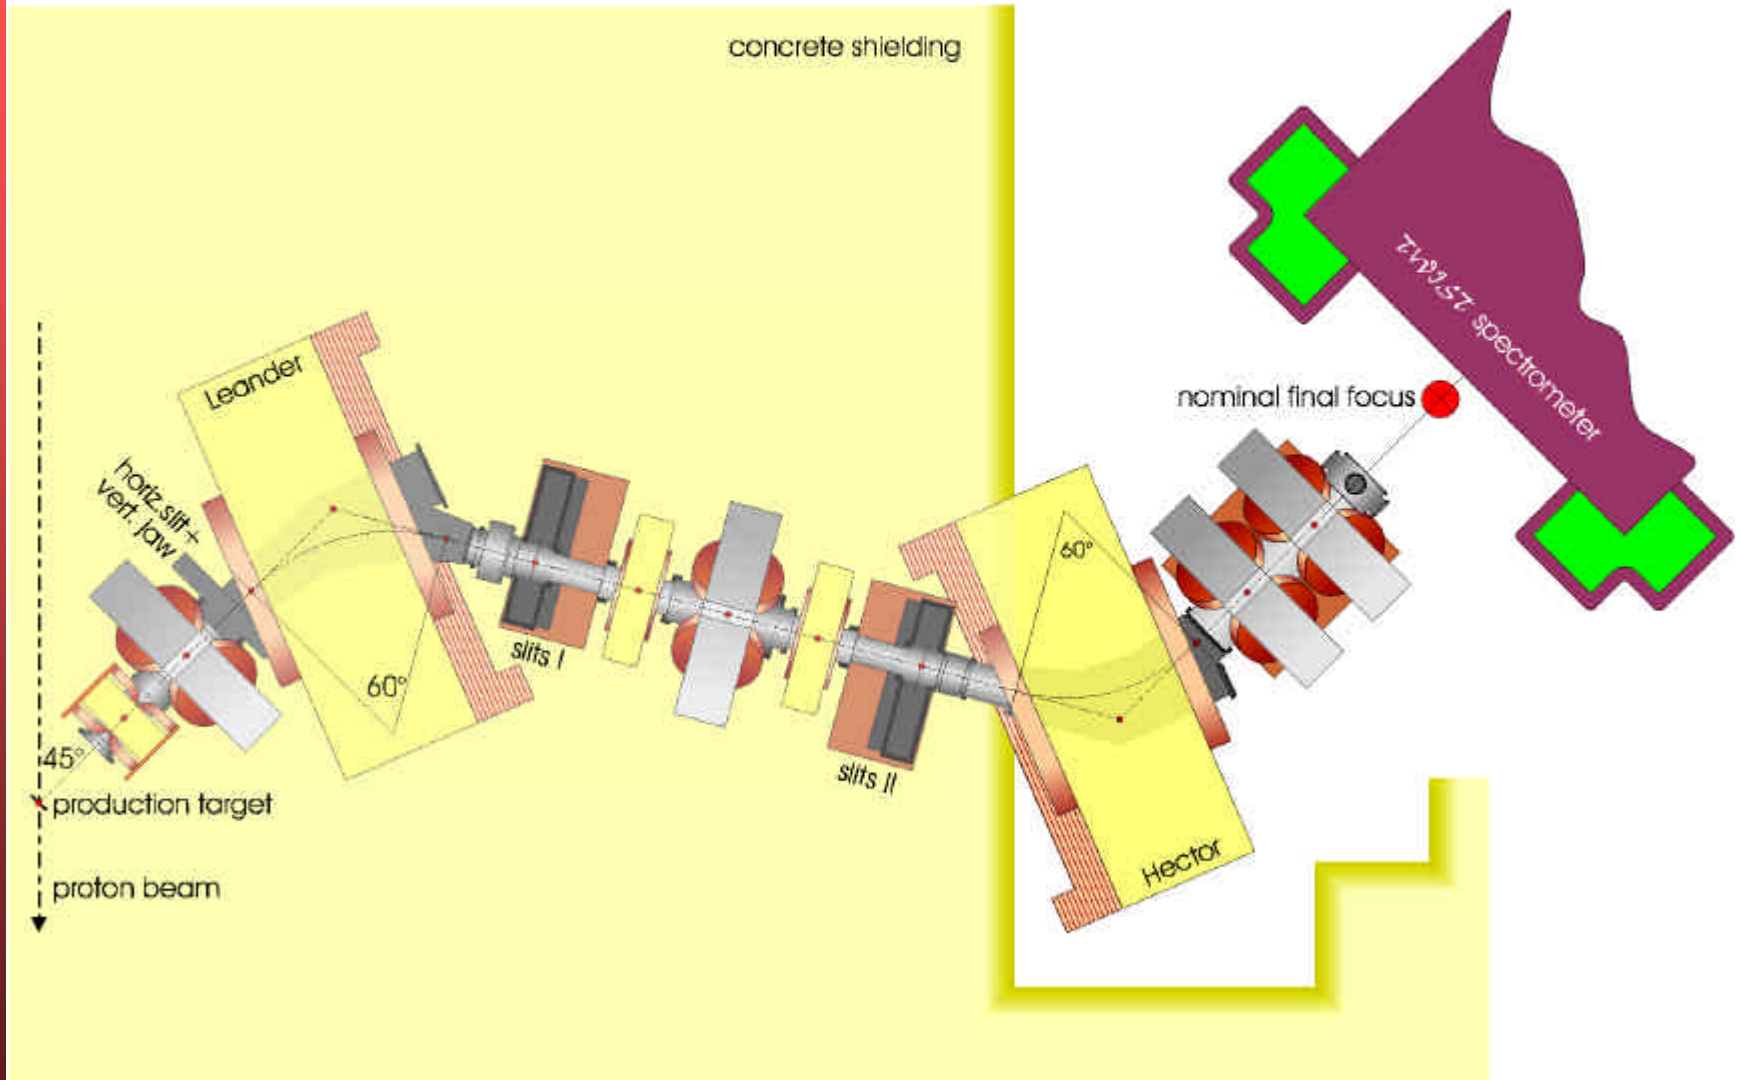 concrete shielding
Leander
horiz.slit+
vert. jaw
60°
45°
production target
proton beam
slits I
slits II
60°
Hector
nominal final focus
TWIST spectrometer